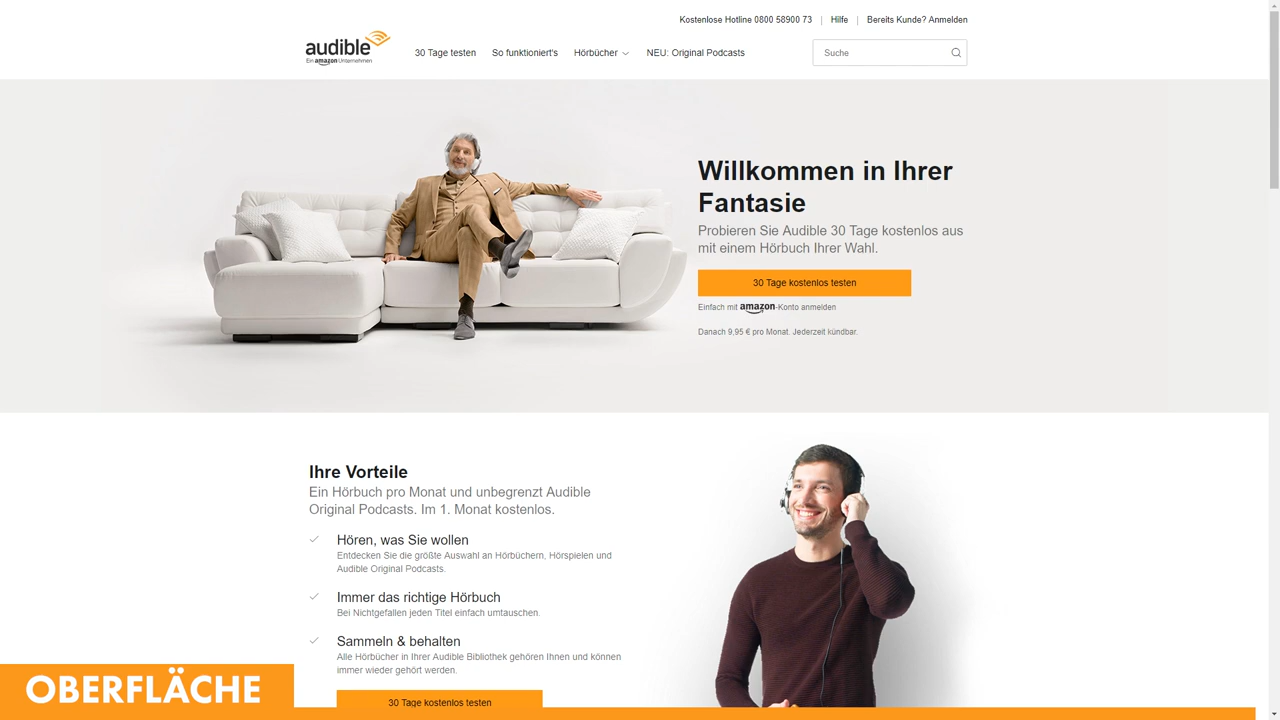 Kostenlose Hotline 0800 58900 73 | Hilfe | Bereits Kunde? Anmelden
audible
Ein amazon Unternehmen
30 Tage testen So funktioniert's Hörbücher NEU: Original Podcasts
Suche
Willkommen in Ihrer
Fantasie
Probieren Sie Audible 30 Tage kostenlos aus
mit einem Hörbuch Ihrer Wahl.
30 Tage kostenlos testen
Einfach mit amazon-Konto anmelden
Danach 9,95 € pro Monat. Jederzeit kündbar.
Ihre Vorteile
Ein Hörbuch pro Monat und unbegrenzt Audible
Original Podcasts. Im 1. Monat kostenlos.
Hören, was Sie wollen
Entdecken Sie die größte Auswahl an Hörbüchern, Hörspielen und
Audible Original Podcasts.
Immer das richtige Hörbuch
Bei Nichtgefallen jeden Titel einfach umtauschen.
Sammeln & behalten
Alle Hörbücher in Ihrer Audible Bibliothek gehören Ihnen und können
immer wieder gehört werden.
30 Tage kostenlos testen
OBERFLÄCHE